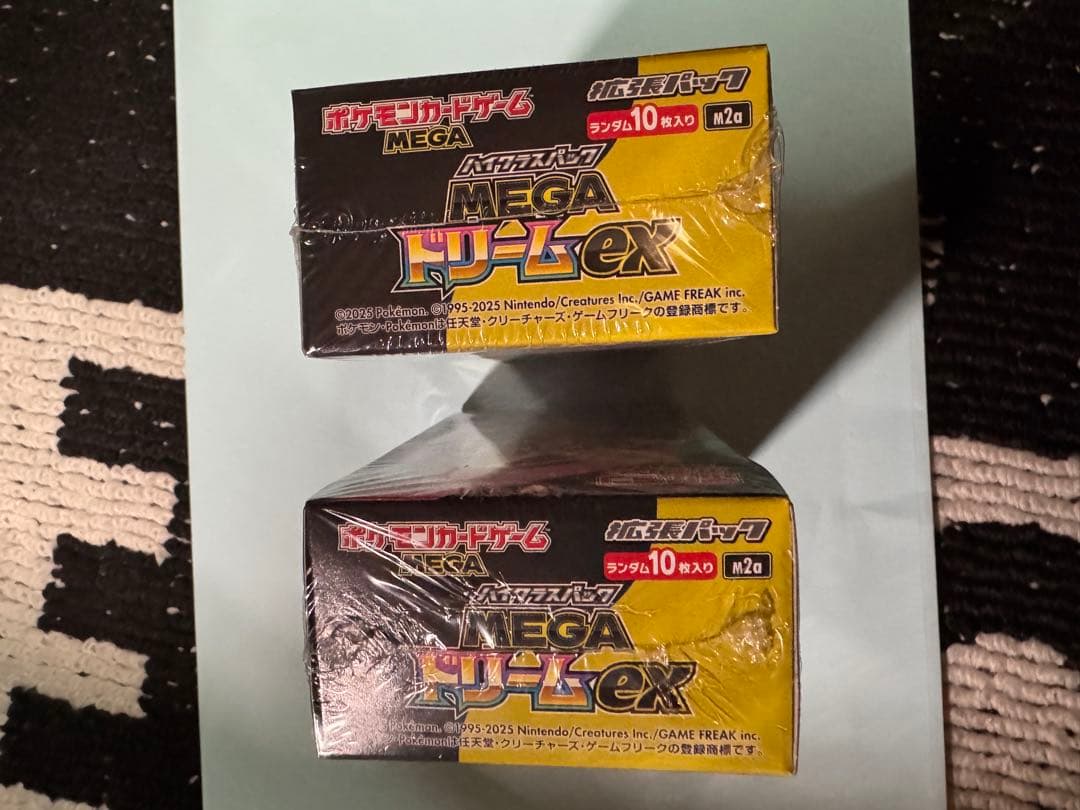 ポケモンカードゲーム
MEGA
拡張パック
ランダム10枚入り
M2a
ハイクラスパック
MEGA
ドリームex
©2025 Pokémon. ©1995-2025 Nintendo/Creatures Inc./GAME FREAK inc.
ポケモン・Pokémonは任天堂・クリーチャーズ・ゲームフリークの登録商標です。
ポケモンカードゲーム
MEGA
拡張パック
ランダム10枚入り
M2a
ハイクラスパック
MEGA
ドリームex
Pokémon. ©1995-2025 Nintendo/Creatures Inc./GAME FREAK inc.
・Pokémonは任天堂・クリーチャーズ・ゲームフリークの登録商標です。